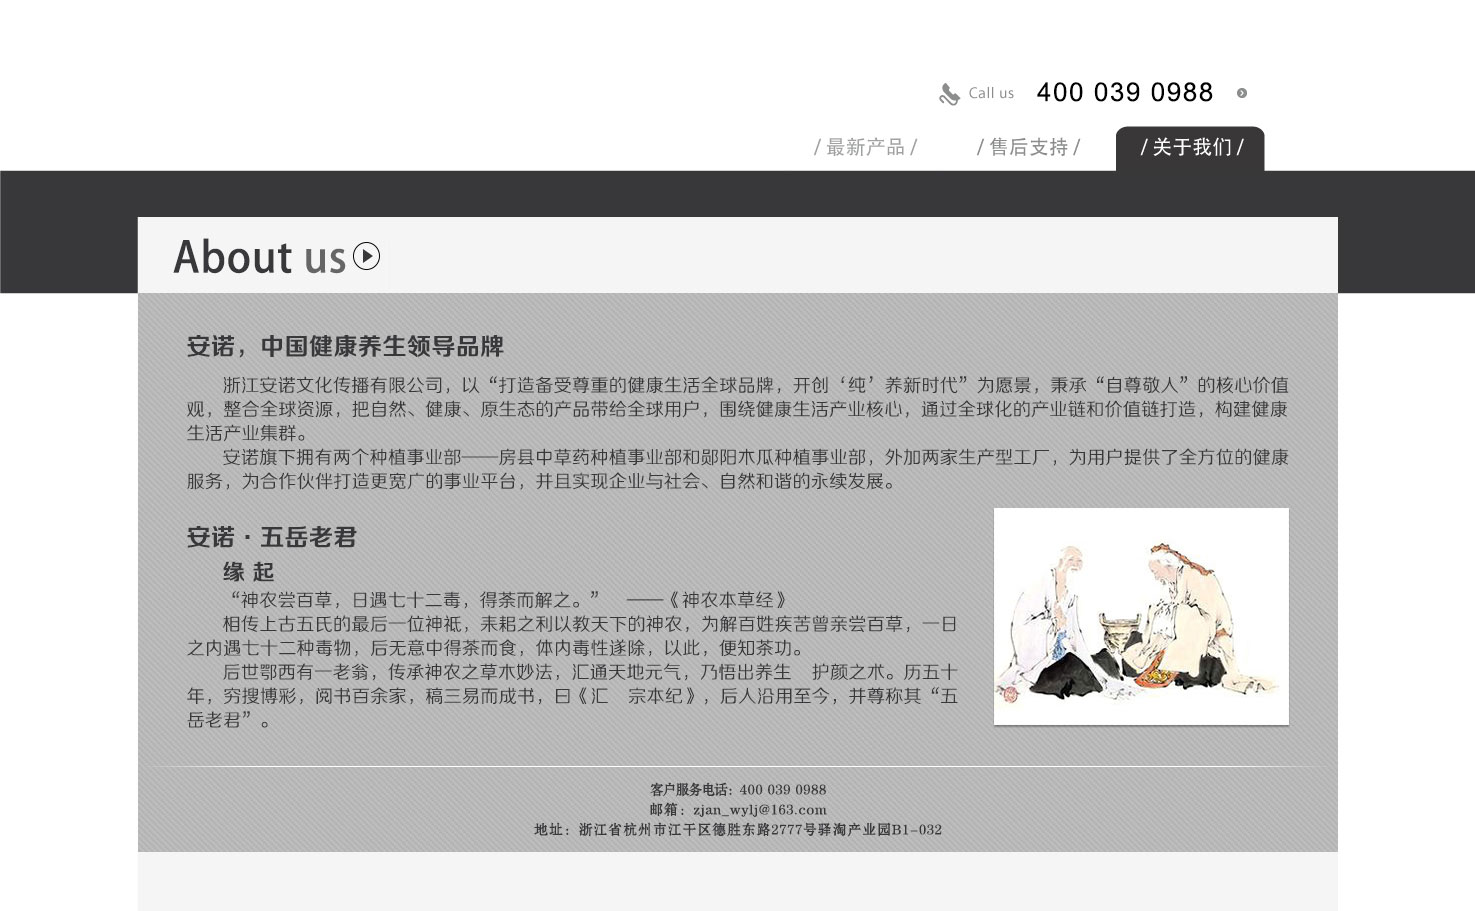 Call us 400 039 0988
/ 最新产品 / / 售后支持 / / 关于我们 /
About us
安诺，中国健康养生领导品牌
浙江安诺文化传播有限公司，以“打造备受尊重的健康生活全球品牌，开创‘纯’养新时代”为愿景，秉承“自尊敬人”的核心价值
观，整合全球资源，把自然、健康、原生态的产品带给全球用户，围绕健康生活产业核心，通过全球化的产业链和价值链打造，构建健康
生活产业集群。
安诺旗下拥有两个种植事业部——房县中草药种植事业部和郧阳木瓜种植事业部，外加两家生产型工厂，为用户提供了全方位的健康
服务，为合作伙伴打造更宽广的事业平台，并且实现企业与社会、自然和谐的永续发展。
安诺·五岳老君
缘 起
“神农尝百草，日遇七十二毒，得荼而解之。” ——《神农本草经》
相传上古五氏的最后一位神祇，耒耜之利以教天下的神农，为解百姓疾苦曾亲尝百草，一日
之内遇七十二种毒物，后无意中得茶而食，体内毒性遂除，以此，便知茶功。
后世鄂西有一老翁，传承神农之草木妙法，汇通天地元气，乃悟出养生 护颜之术。历五十
年，穷搜博彩，阅书百余家，稿三易而成书，曰《汇 宗本纪》，后人沿用至今，并尊称其“五
岳老君”。
客户服务电话：400 039 0988
邮箱：zjan_wylj@163.com
地址：浙江省杭州市江干区德胜东路2777号驿淘产业园B1-032